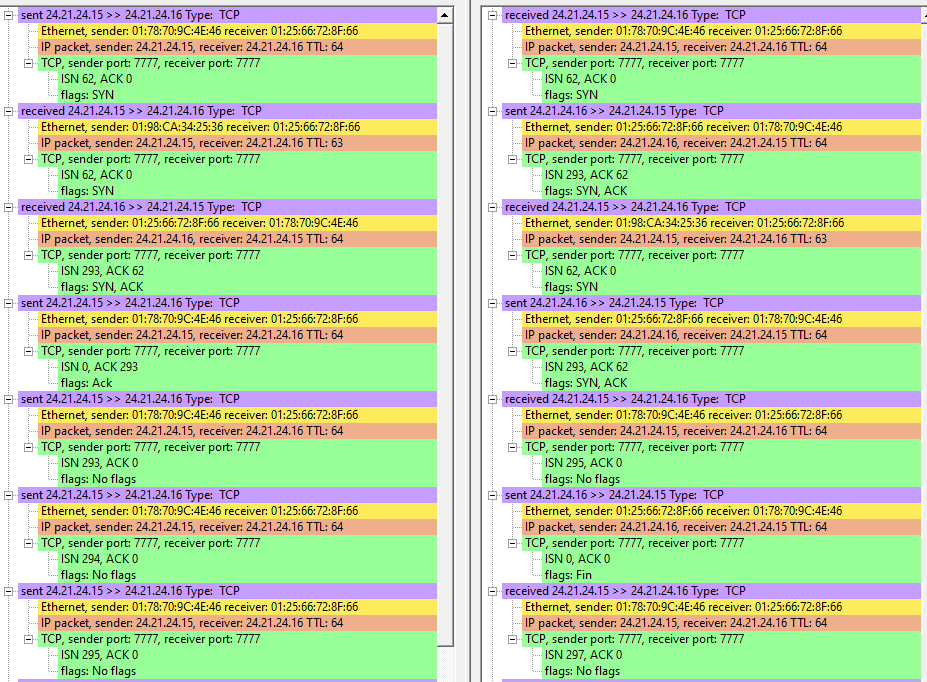 sent 24.21.24.15 >> 24.21.24.16 Type: TCP
Ethernet, sender: 01:78:70:9C:4E:46 receiver: 01:25:66:72:8F:66
IP packet, sender: 24.21.24.15, receiver: 24.21.24.16 TTL: 64
TCP, sender port: 7777, receiver port: 7777
ISN 62, ACK 0
flags: SYN
received 24.21.24.15 >> 24.21.24.16 Type: TCP
Ethernet, sender: 01:98:CA:34:25:36 receiver: 01:25:66:72:8F:66
IP packet, sender: 24.21.24.15, receiver: 24.21.24.16 TTL: 63
TCP, sender port: 7777, receiver port: 7777
ISN 62, ACK 0
flags: SYN
received 24.21.24.16 >> 24.21.24.15 Type: TCP
Ethernet, sender: 01:25:66:72:8F:66 receiver: 01:78:70:9C:4E:46
IP packet, sender: 24.21.24.16, receiver: 24.21.24.15 TTL: 64
TCP, sender port: 7777, receiver port: 7777
ISN 293, ACK 62
flags: SYN, ACK
sent 24.21.24.15 >> 24.21.24.16 Type: TCP
Ethernet, sender: 01:78:70:9C:4E:46 receiver: 01:25:66:72:8F:66
IP packet, sender: 24.21.24.15, receiver: 24.21.24.16 TTL: 64
TCP, sender port: 7777, receiver port: 7777
ISN 0, ACK 293
flags: Ack
sent 24.21.24.15 >> 24.21.24.16 Type: TCP
Ethernet, sender: 01:78:70:9C:4E:46 receiver: 01:25:66:72:8F:66
IP packet, sender: 24.21.24.15, receiver: 24.21.24.16 TTL: 64
TCP, sender port: 7777, receiver port: 7777
ISN 293, ACK 0
flags: No flags
sent 24.21.24.15 >> 24.21.24.16 Type: TCP
Ethernet, sender: 01:78:70:9C:4E:46 receiver: 01:25:66:72:8F:66
IP packet, sender: 24.21.24.15, receiver: 24.21.24.16 TTL: 64
TCP, sender port: 7777, receiver port: 7777
ISN 294, ACK 0
flags: No flags
sent 24.21.24.15 >> 24.21.24.16 Type: TCP
Ethernet, sender: 01:78:70:9C:4E:46 receiver: 01:25:66:72:8F:66
IP packet, sender: 24.21.24.15, receiver: 24.21.24.16 TTL: 64
TCP, sender port: 7777, receiver port: 7777
ISN 295, ACK 0
flags: No flags
received 24.21.24.15 >> 24.21.24.16 Type: TCP
Ethernet, sender: 01:78:70:9C:4E:46 receiver: 01:25:66:72:8F:66
IP packet, sender: 24.21.24.15, receiver: 24.21.24.16 TTL: 64
TCP, sender port: 7777, receiver port: 7777
ISN 62, ACK 0
flags: SYN
sent 24.21.24.16 >> 24.21.24.15 Type: TCP
Ethernet, sender: 01:25:66:72:8F:66 receiver: 01:78:70:9C:4E:46
IP packet, sender: 24.21.24.16, receiver: 24.21.24.15 TTL: 64
TCP, sender port: 7777, receiver port: 7777
ISN 293, ACK 62
flags: SYN, ACK
received 24.21.24.15 >> 24.21.24.16 Type: TCP
Ethernet, sender: 01:98:CA:34:25:36 receiver: 01:25:66:72:8F:66
IP packet, sender: 24.21.24.15, receiver: 24.21.24.16 TTL: 63
TCP, sender port: 7777, receiver port: 7777
ISN 62, ACK 0
flags: SYN
sent 24.21.24.16 >> 24.21.24.15 Type: TCP
Ethernet, sender: 01:25:66:72:8F:66 receiver: 01:78:70:9C:4E:46
IP packet, sender: 24.21.24.16, receiver: 24.21.24.15 TTL: 64
TCP, sender port: 7777, receiver port: 7777
ISN 293, ACK 62
flags: SYN, ACK
received 24.21.24.15 >> 24.21.24.16 Type: TCP
Ethernet, sender: 01:78:70:9C:4E:46 receiver: 01:25:66:72:8F:66
IP packet, sender: 24.21.24.15, receiver: 24.21.24.16 TTL: 64
TCP, sender port: 7777, receiver port: 7777
ISN 295, ACK 0
flags: No flags
sent 24.21.24.16 >> 24.21.24.15 Type: TCP
Ethernet, sender: 01:25:66:72:8F:66 receiver: 01:78:70:9C:4E:46
IP packet, sender: 24.21.24.16, receiver: 24.21.24.15 TTL: 64
TCP, sender port: 7777, receiver port: 7777
ISN 0, ACK 0
flags: Fin
received 24.21.24.15 >> 24.21.24.16 Type: TCP
Ethernet, sender: 01:78:70:9C:4E:46 receiver: 01:25:66:72:8F:66
IP packet, sender: 24.21.24.15, receiver: 24.21.24.16 TTL: 64
TCP, sender port: 7777, receiver port: 7777
ISN 297, ACK 0
flags: No flags